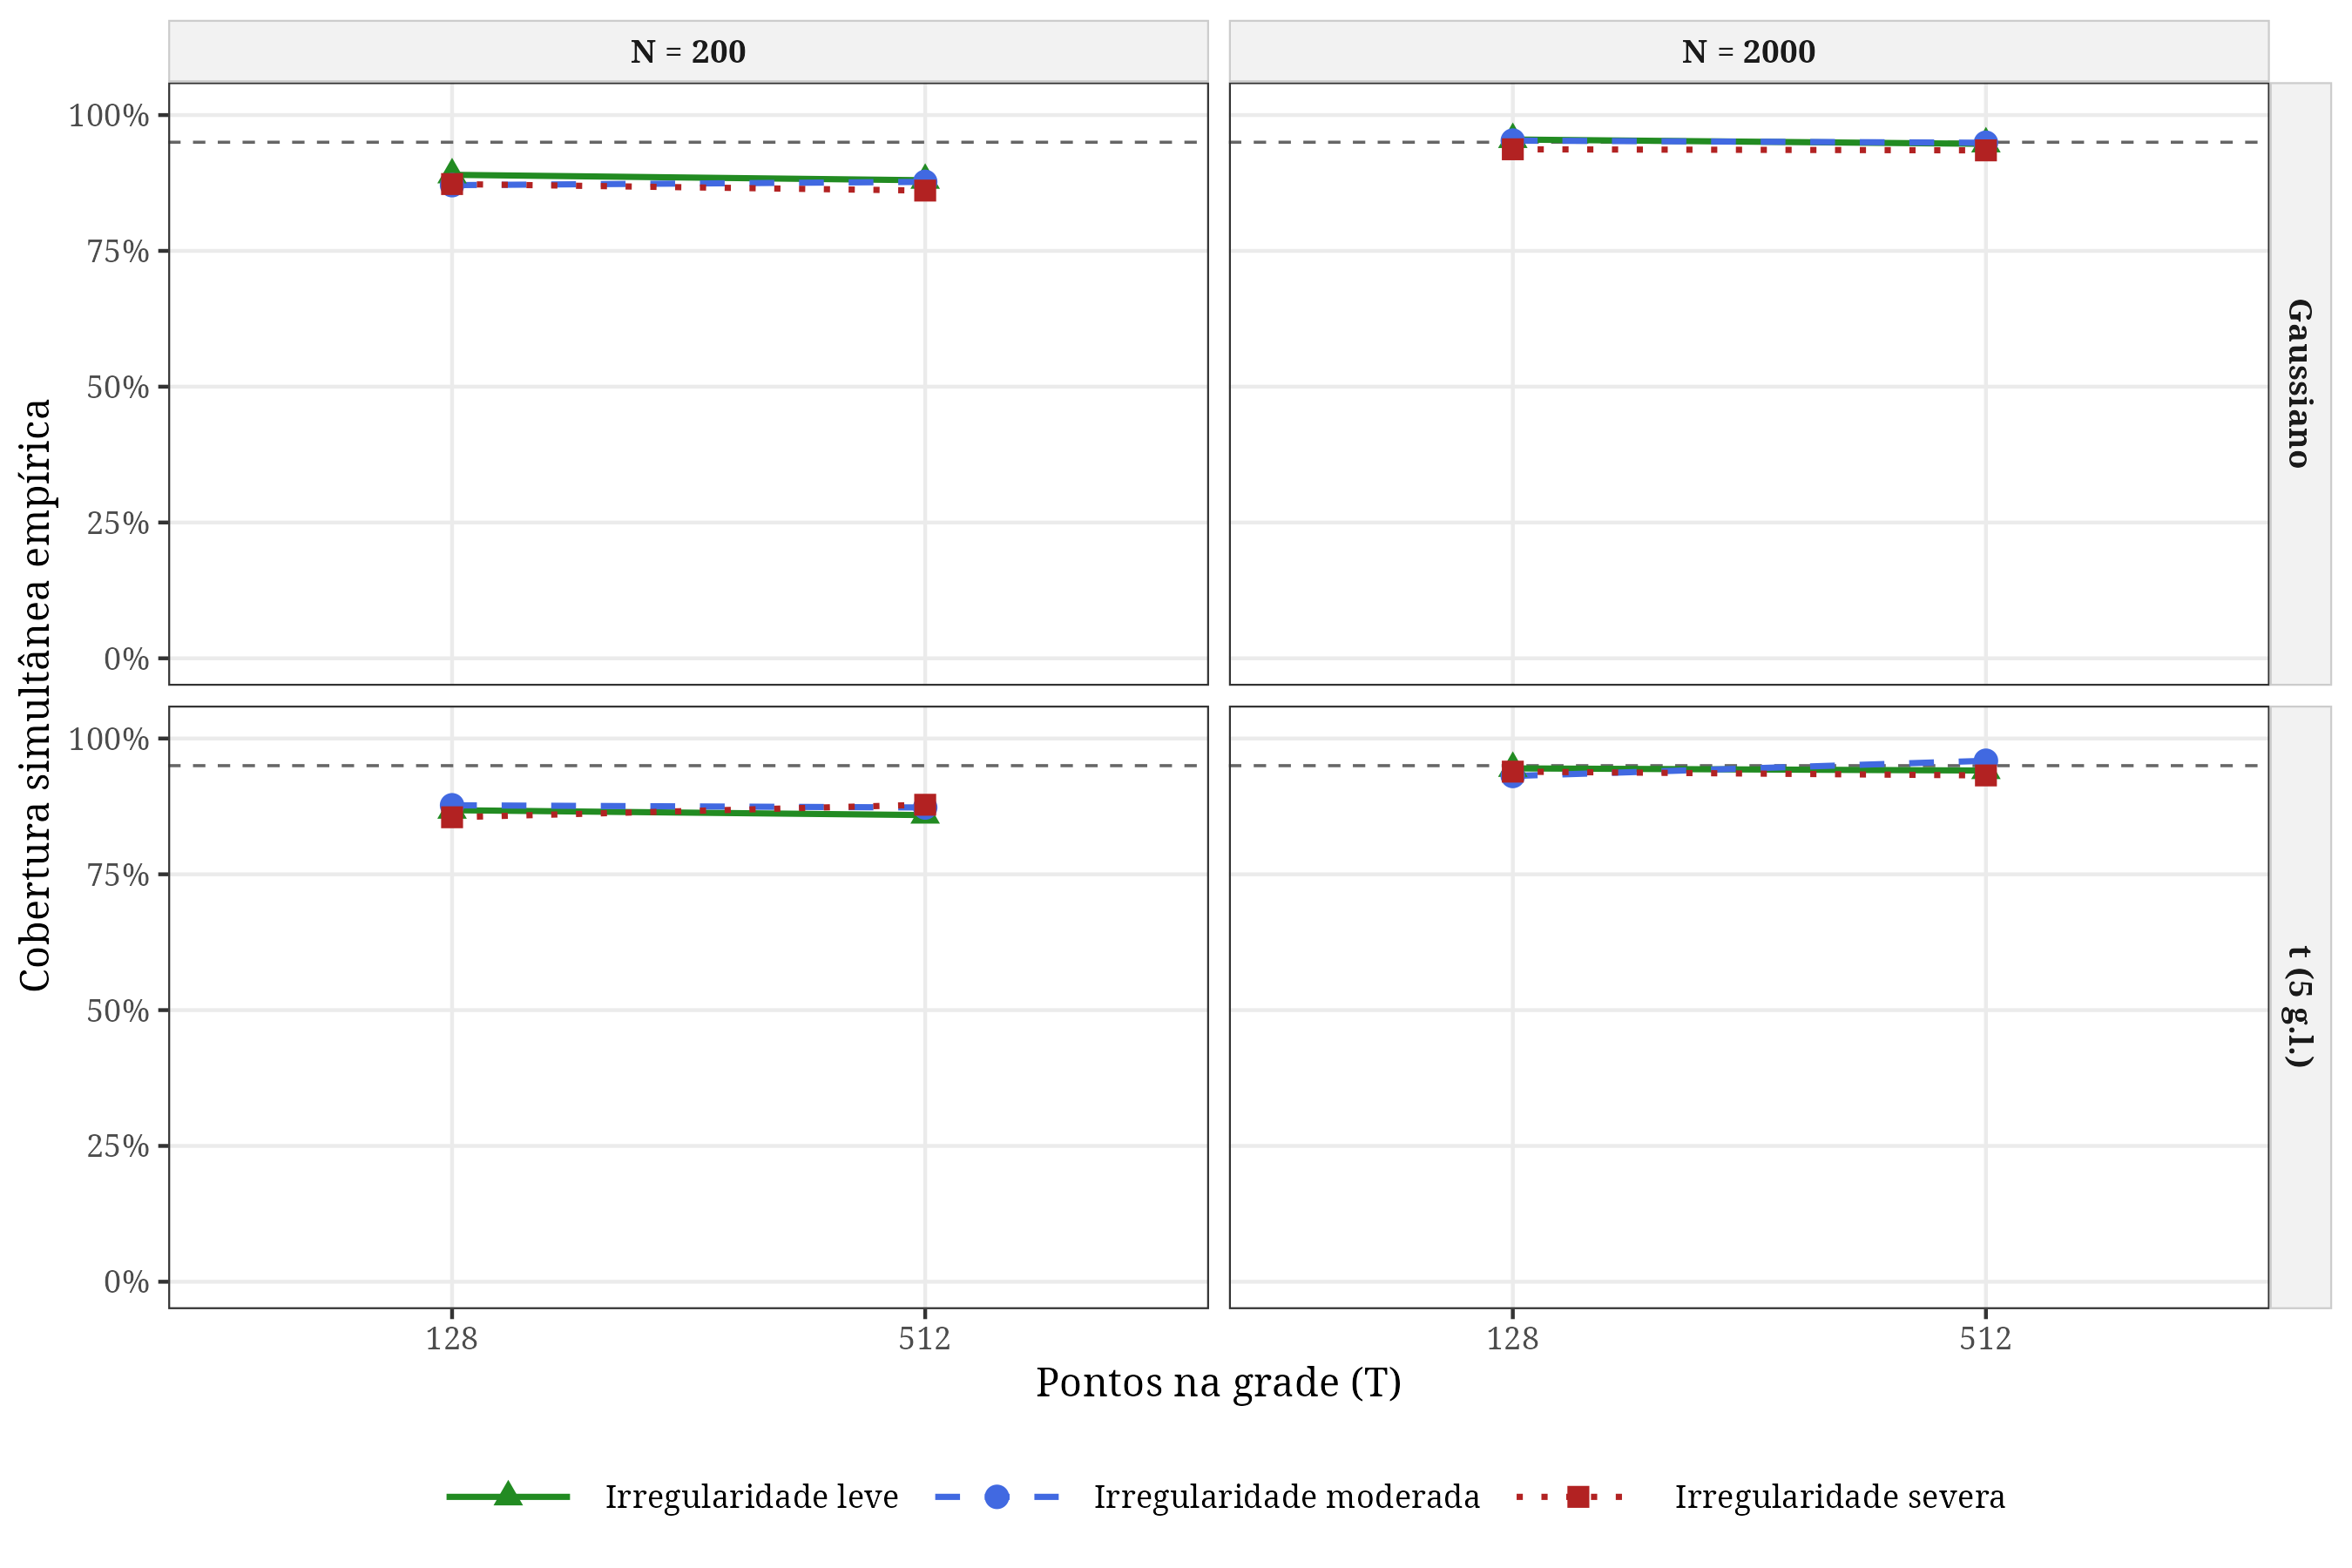 N = 200
N = 2000
Cobertura simultânea empírica
100%
75%
50%
25%
0%
Gaussiano
100%
75%
50%
25%
0%
t (5 g.l.)
128
512
128
512
Pontos na grade (T)
Irregularidade leve
Irregularidade moderada
Irregularidade severa